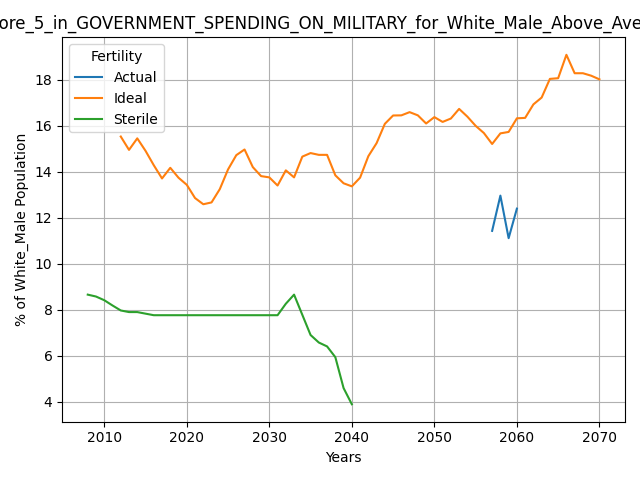 ore_5_in_GOVERNMENT_SPENDING_ON_MILITARY_for_White_Male_Above_Ave
Fertility
Actual
Ideal
Sterile
18
16
14
12
10
8
6
4
% of White_Male Population
2010
2020
2030
2040
2050
2060
2070
Years